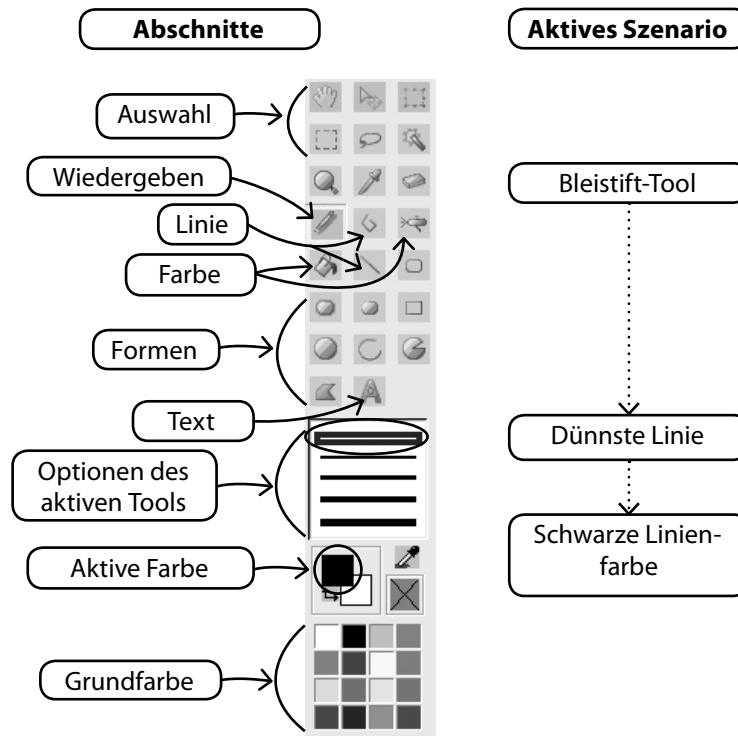 Abschnitte
Aktives Szenario
Auswahl
Wiedergeben
Linie
Farbe
Formen
Text
Optionen des
aktiven Tools
Aktive Farbe
Grundfarbe
Bleistift-Tool
Dünnste Linie
Schwarze Linien-
farbe